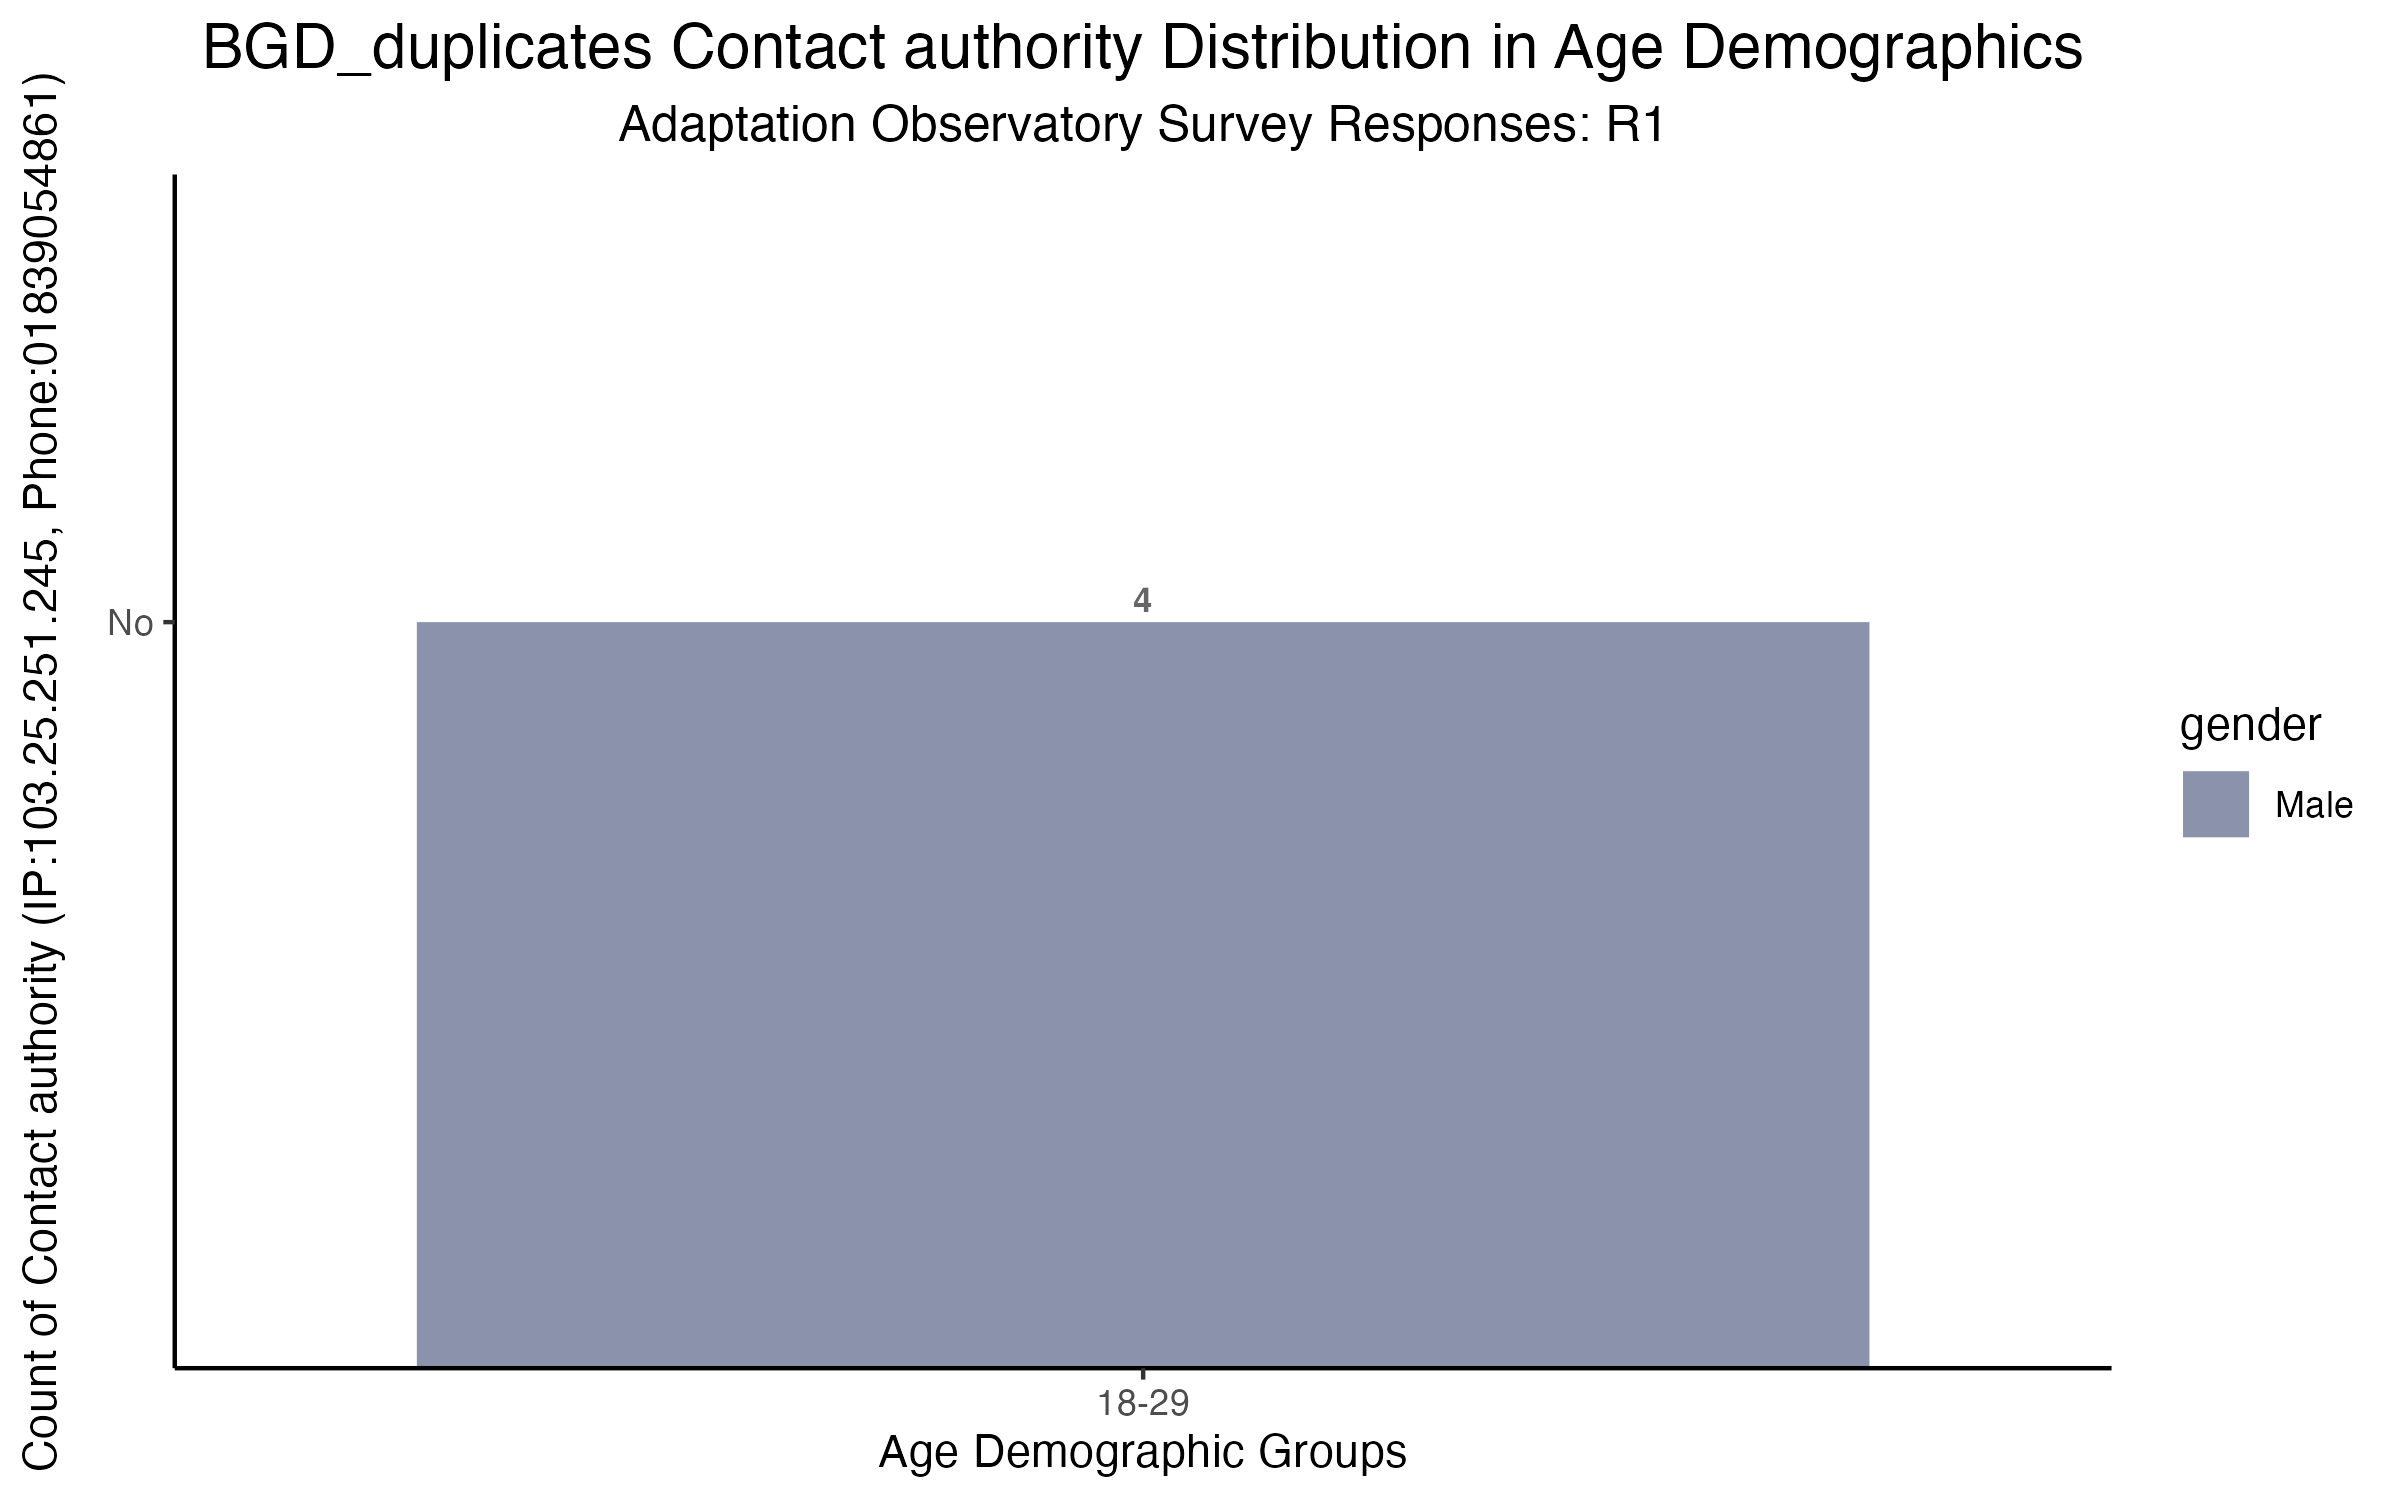 BGD_duplicates Contact authority Distribution in Age Demographics
Adaptation Observatory Survey Responses: R1
Count of Contact authority (IP:103.25.251.245, Phone:01839054861)
No
4
18-29
Age Demographic Groups
gender
Male